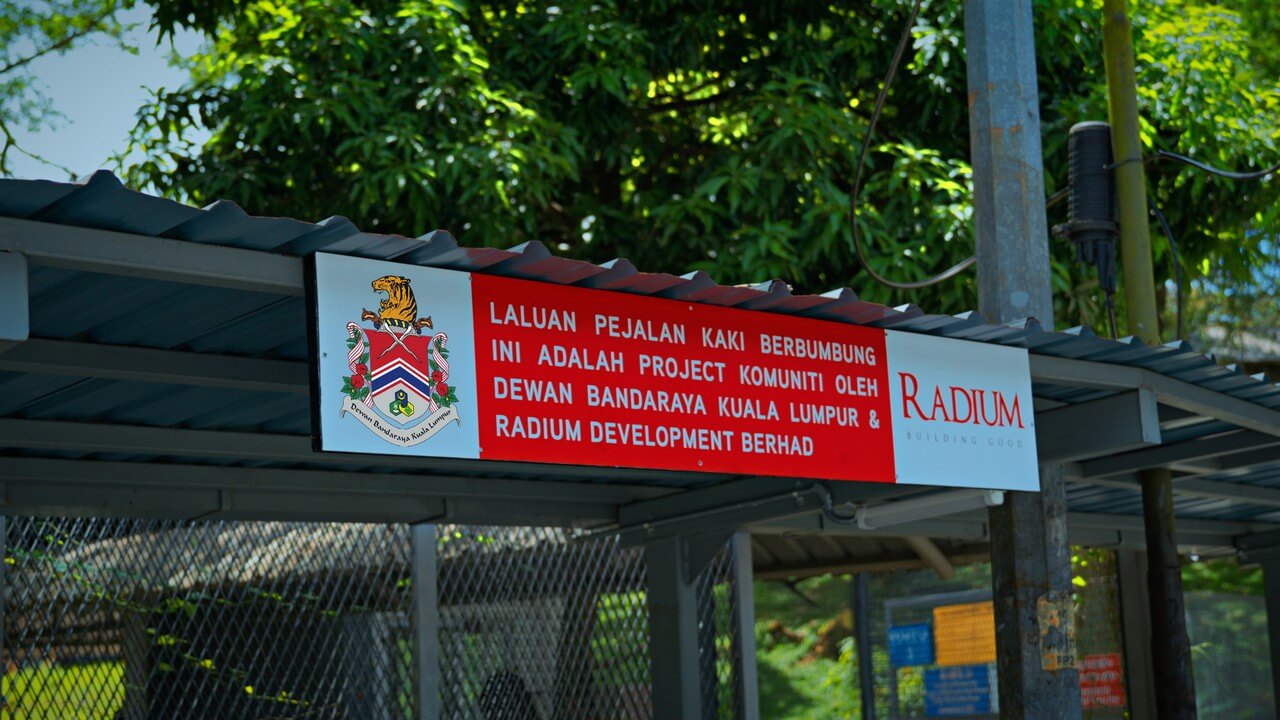 Dewan Bandaraya Kuala Lumpur
LALUAN PEJALAN KAKI BERBUMBUNG
INI ADALAH PROJECT KOMUNITI OLEH
DEWAN BANDARAYA KUALA LUMPUR &
RADIUM DEVELOPMENT BERHAD
RADIUM
BUILDING GOOD